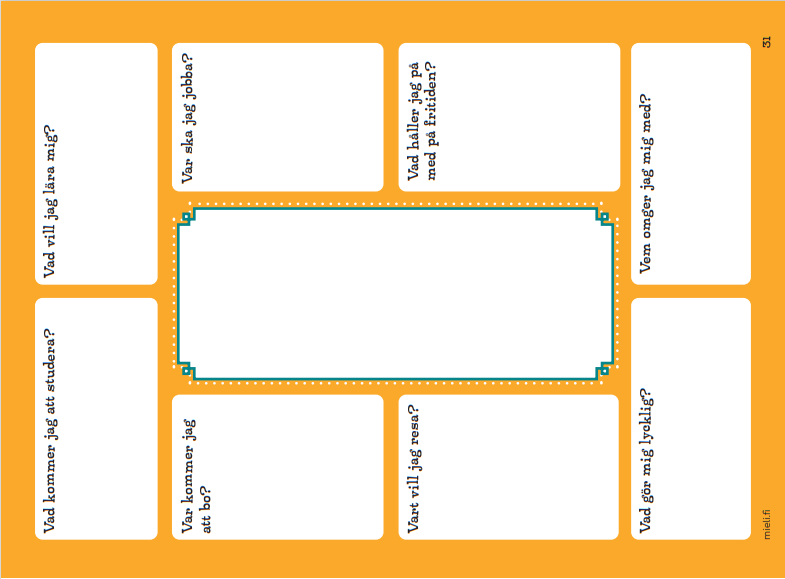 Vad kommer jag att studera?
Vad vill jag lära mig?
Var kommer jag
att bo?
Var ska jag jobba?
Vart vill jag resa?
Vad håller jag på
med på fritiden?
Vad gör mig lycklig?
Vem omger jag mig med?
mieli.fi
31